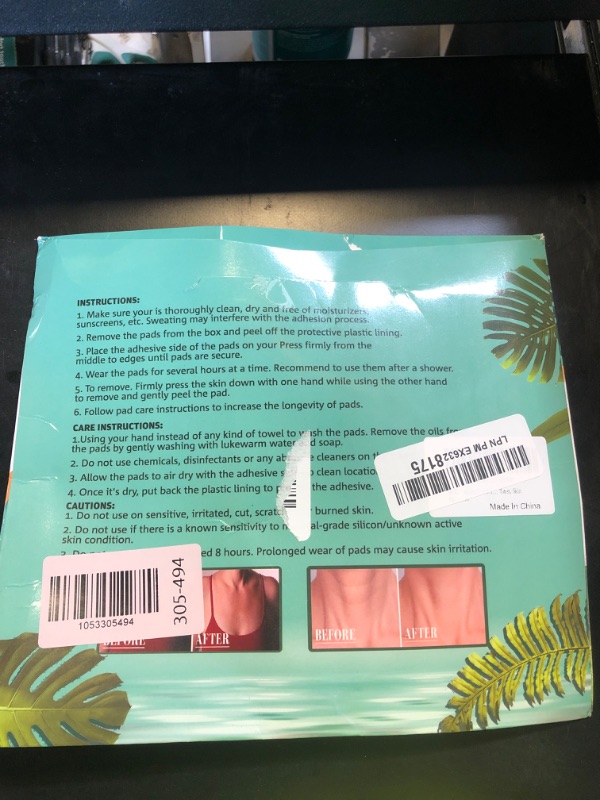 INSTRUCTIONS:
1. Make sure your is thoroughly clean, dry and free of moisturizers,
sunscreens, etc. Sweating may interfere with the adhesion process.
2. Remove the pads from the box and peel off the protective plastic lining.
3. Place the adhesive side of the pads on your Press firmly from the
middle to edges until pads are secure.
4. Wear the pads for several hours at a time. Recommend to use them after a shower.
5. To remove. Firmly press the skin down with one hand while using the other hand
to remove and gently peel the pad.
6. Follow pad care instructions to increase the longevity of pads.
CARE INSTRUCTIONS:
1.Using your hand instead of any kind of towel to wash the pads. Remove the oils
the pads by gently washing with lukewarm water soap.
2. Do not use chemicals, disinfectants or any cleaners on
3. Allow the pads to air dry with the adhesive clean
4. Once it's dry, put back the plastic lining to the adhesive.
CAUTIONS:
1. Do not use on sensitive, irritated, cut, burned skin.
2. Do not use if there is a known sensitivity to silicon/unknown active
skin condition.
8 hours. Prolonged wear of pads may cause skin irritation.
LPN PM EX6328175
Made In China
1053305494
305-494
BEFORE AFTER
BEFORE AFTER